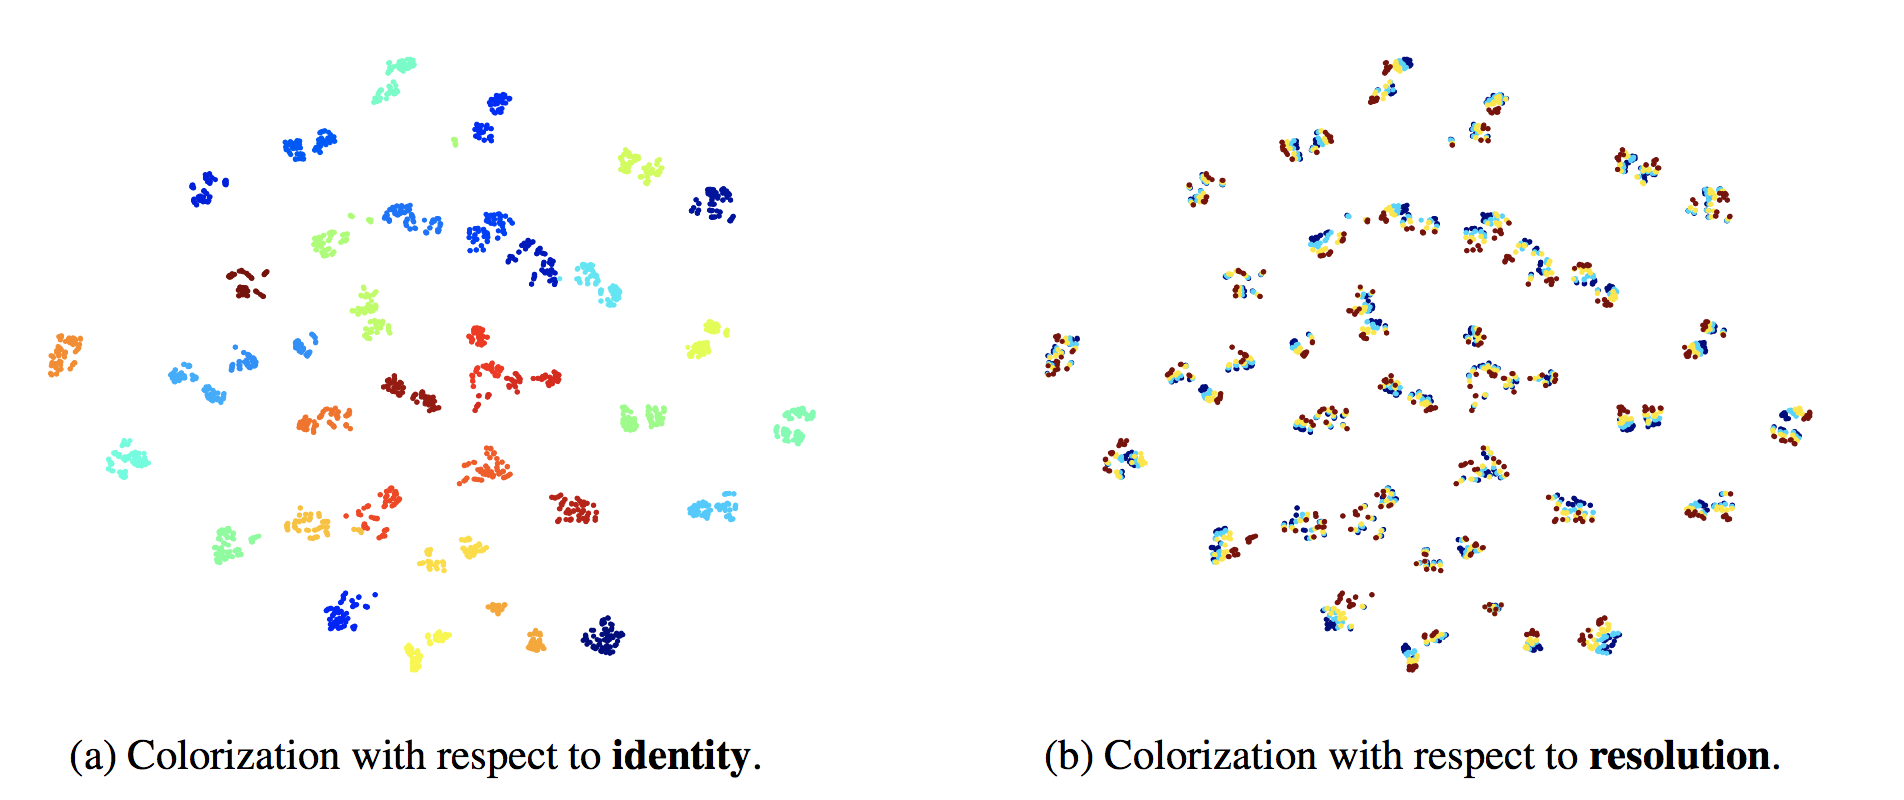 (a) Colorization with respect to identity.
(b) Colorization with respect to resolution.